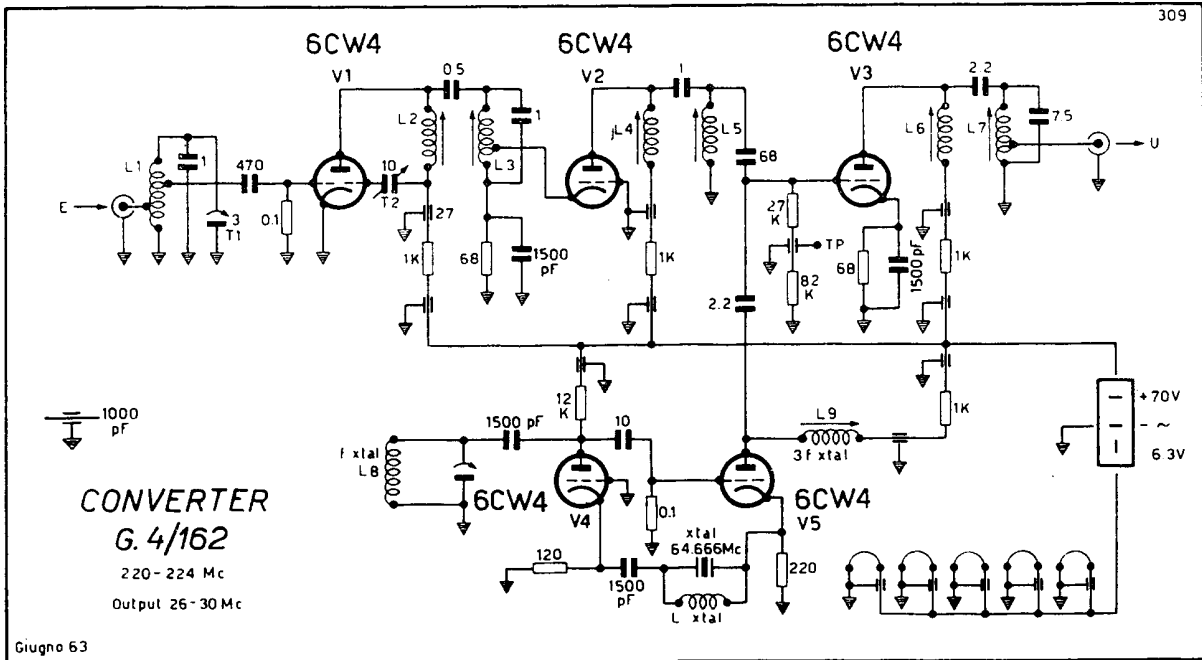 309
6CW4
V1
6CW4
V2
6CW4
V3
0.5
1
1
2.2
7.5
L1
1
470
E
0.1
3
T1
10
T2
L2
L3
27
1K
68
1500
pF
jL4
L5
1K
68
27
K
TP
82
K
2.2
68
1500 pF
L6
L7
1K
U
1000
pF
12
K
1500 pF
10
f xtal
L8
6CW4
V4
0.1
6CW4
V5
L9
3 f xtal
1K
+70V
- ~
6.3V
120
1500
pF
xtal
64.666Mc
L xtal
220
CONVERTER
G. 4/162
220-224 Mc
Output 26-30 Mc
Giugno 63